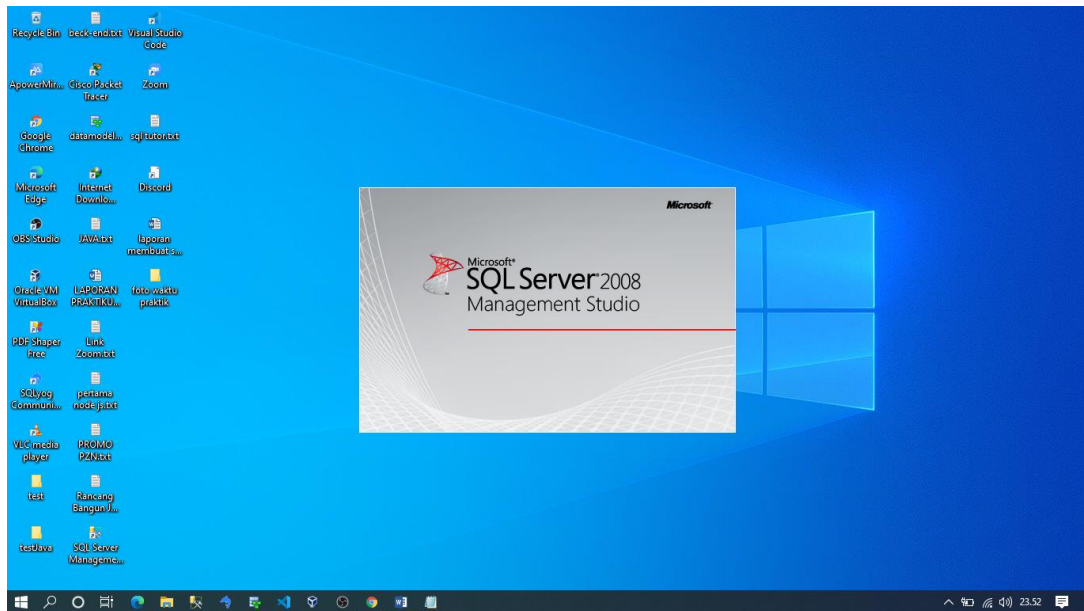 Recycle Bin
beck-end.txt
Visual Studio
Code
ApowerMir...
Cisco Packet
Tracer
Zoom
Google
Chrome
datamodel...
sql tutor.txt
Microsoft
Edge
Internet
Downlo...
Discord
OBS Studio
JAVA.txt
laporan
membuat s...
Oracle VM
VirtualBox
LAPORAN
PRAKTIKU...
foto waktu
praktik
PDF Shaper
Free
Link
Zoom.txt
SQLyog
Communi...
pertama
node js.txt
VLC media
player
PROMO
PZN.txt
test
Rancang
Bangun J...
testJava
SQL Server
Manageme...
Microsoft
Microsoft®
SQL Server®2008
Management Studio
23.52